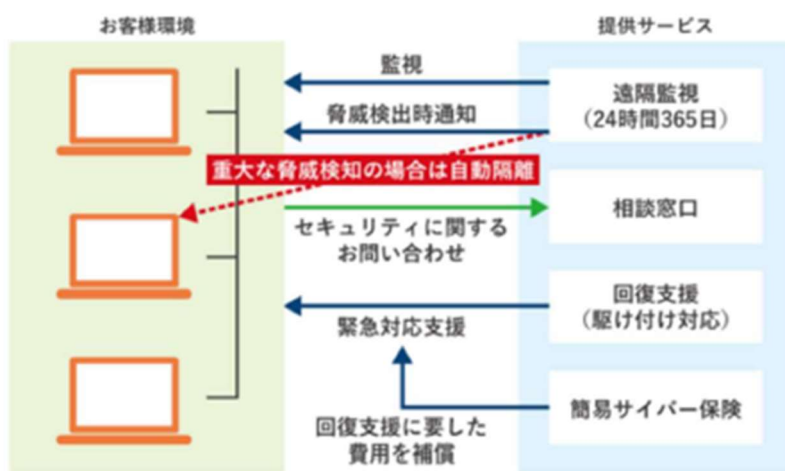 お客様環境
提供サービス
監視
遠隔監視
（24時間365日）
脅威検出時通知
重大な脅威検知の場合は自動隔離
相談窓口
セキュリティに関する
お問い合わせ
回復支援
（駆け付け対応）
緊急対応支援
簡易サイバー保険
回復支援に要した
費用を補償